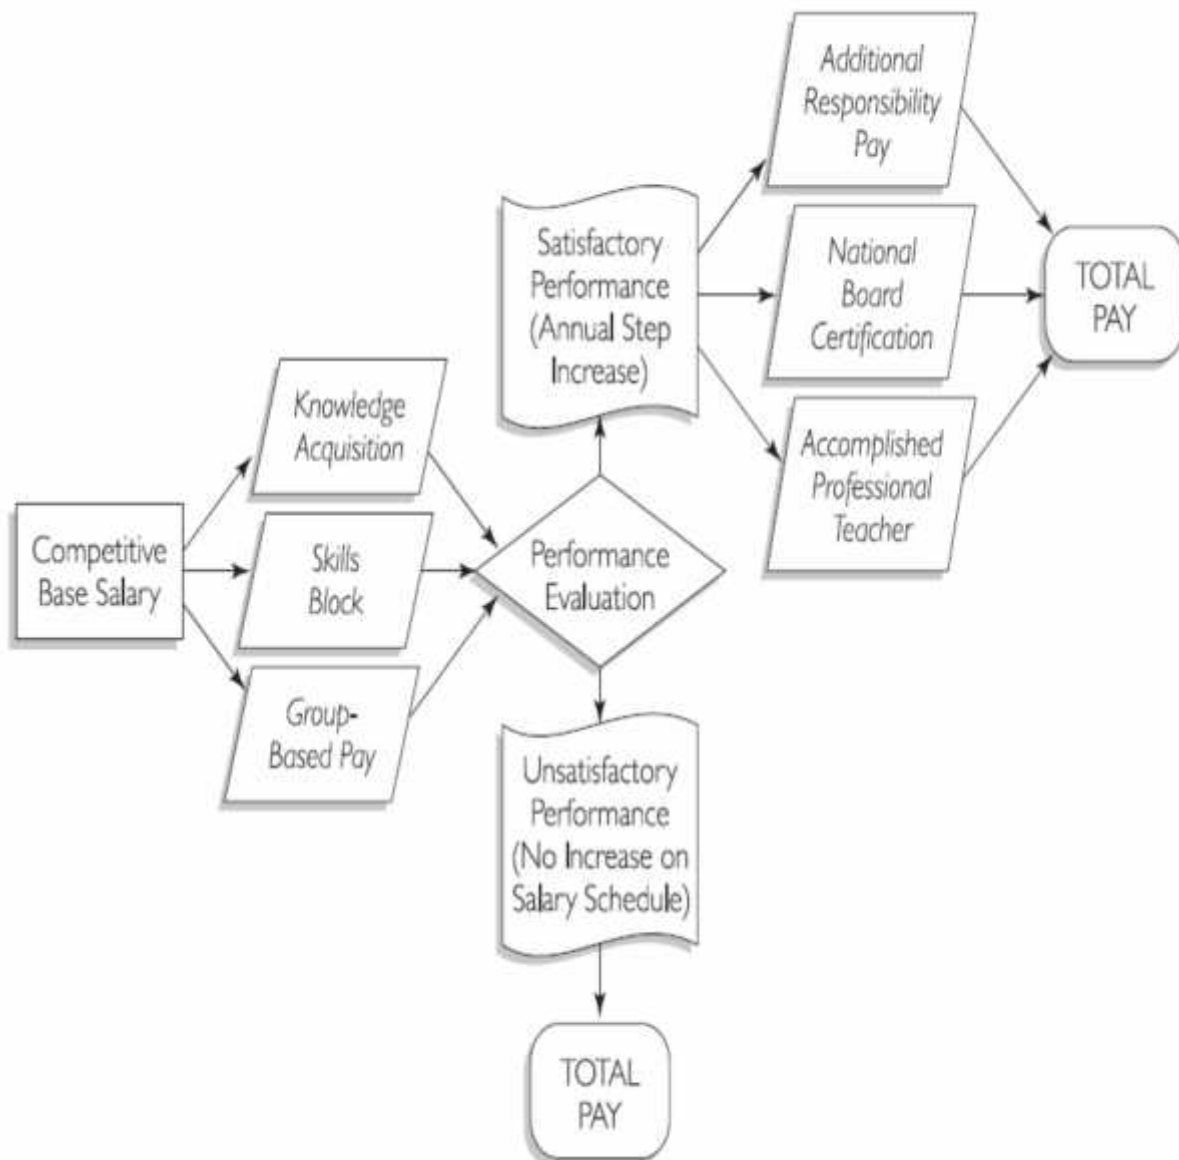 Competitive
Base Salary
Knowledge
Acquisition
Skills
Block
Group-
Based Pay
Performance
Evaluation
Satisfactory
Performance
(Annual Step
Increase)
Unsatisfactory
Performance
(No Increase on
Salary Schedule)
TOTAL
PAY
Additional
Responsibility
Pay
National
Board
Certification
Accomplished
Professional
Teacher
TOTAL
PAY